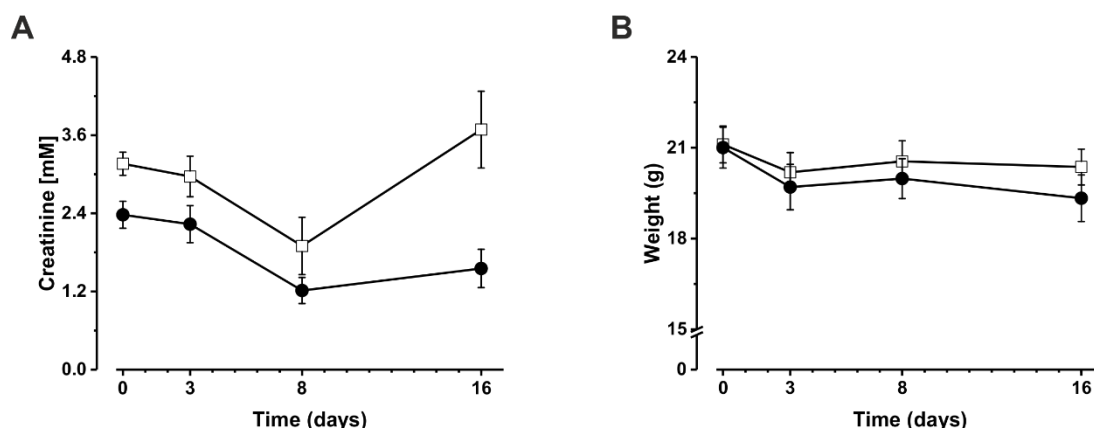 A
4.8
3.6
2.4
1.2
0.0
Creatinine [mM]
0 3 8 16
Time (days)
B
24
21
18
15
0
Weight (g)
0 3 8 16
Time (days)